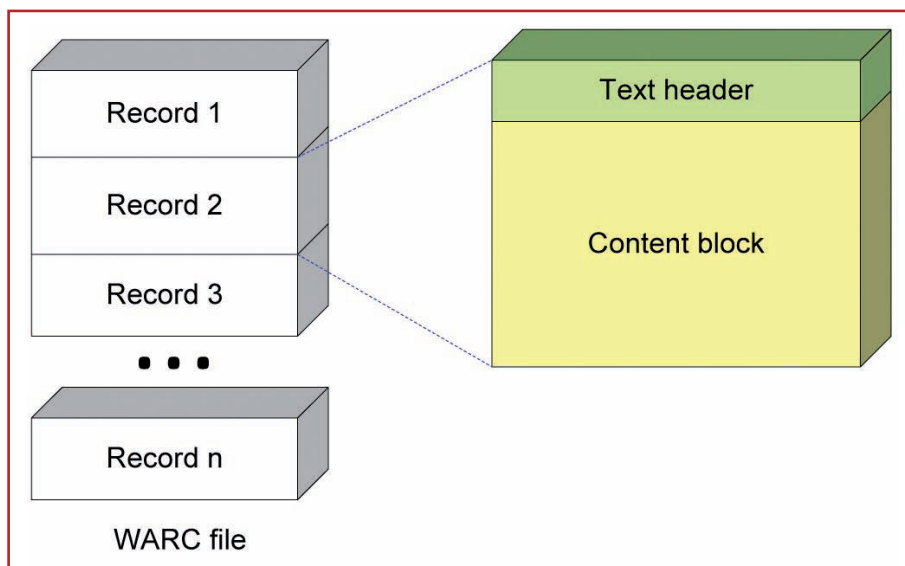 Record 1
Record 2
Record 3
Record n
WARC file
Text header
Content block